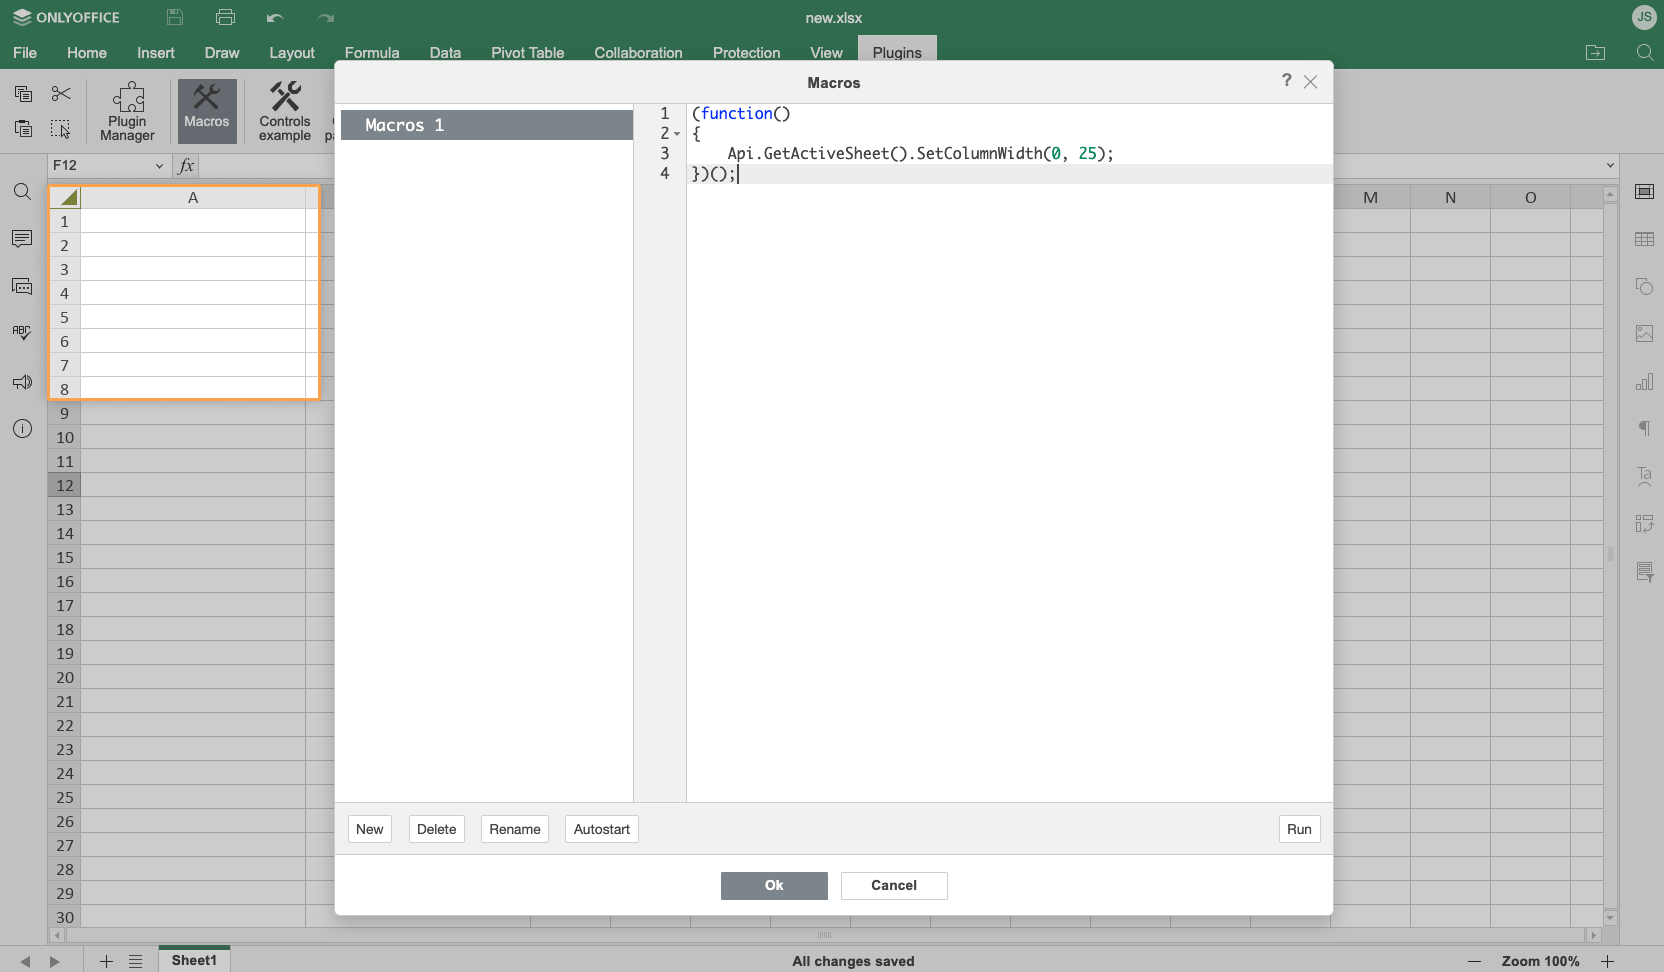 ONLYOFFICE
new.xlsx
JS
File Home Insert Draw Layout Formula Data Pivot Table Collaboration Protection View Plugins
Plugin Manager
Macros
Controls example
F12
fx
A M N O
1
2
3
4
5
6
7
8
9
10
11
12
13
14
15
16
17
18
19
20
21
22
23
24
25
26
27
28
29
30
ABC
Ta
Macros
?
Macros 1
1 (function()
2 {
3 Api.GetActiveSheet().SetColumnWidth(0, 25);
4 })();
New Delete Rename Autostart Run
Ok Cancel
Sheet1
All changes saved
Zoom 100%